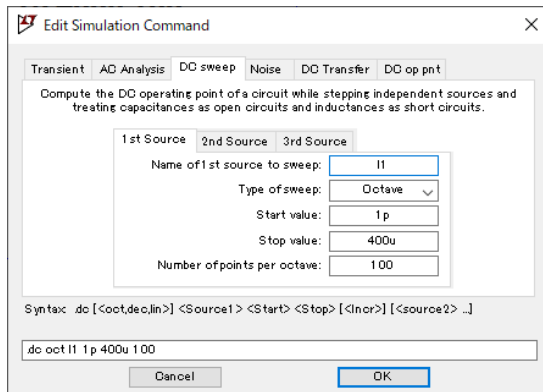 Edit Simulation Command
Transient AC Analysis DC sweep Noise DC Transfer DC op pnt
Compute the DC operating point of a circuit while stepping independent sources and
treating capacitances as open circuits and inductances as short circuits.
1st Source 2nd Source 3rd Source
Name of 1st source to sweep: I1
Type of sweep: Octave
Start value: 1p
Stop value: 400u
Number of points per octave: 100
Syntax: .dc [<oct,dec,lin>] <Source1> <Start> <Stop> [<Incr>] [<source2> ...]
.dc oct I1 1p 400u 100
Cancel OK